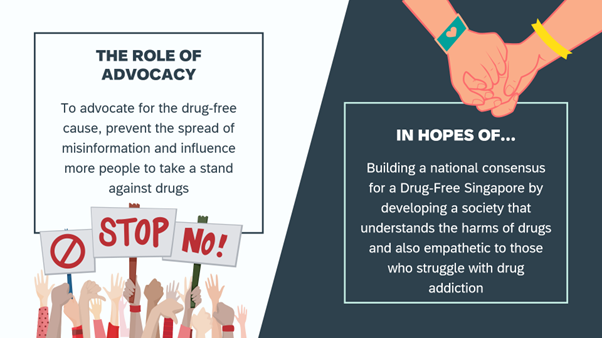 THE ROLE OF
ADVOCACY
To advocate for the drug-free
cause, prevent the spread of
misinformation and influence
more people to take a stand
against drugs
STOP
NO!
IN HOPES OF...
Building a national consensus
for a Drug-Free Singapore by
developing a society that
understands the harms of drugs
and also empathetic to those
who struggle with drug
addiction